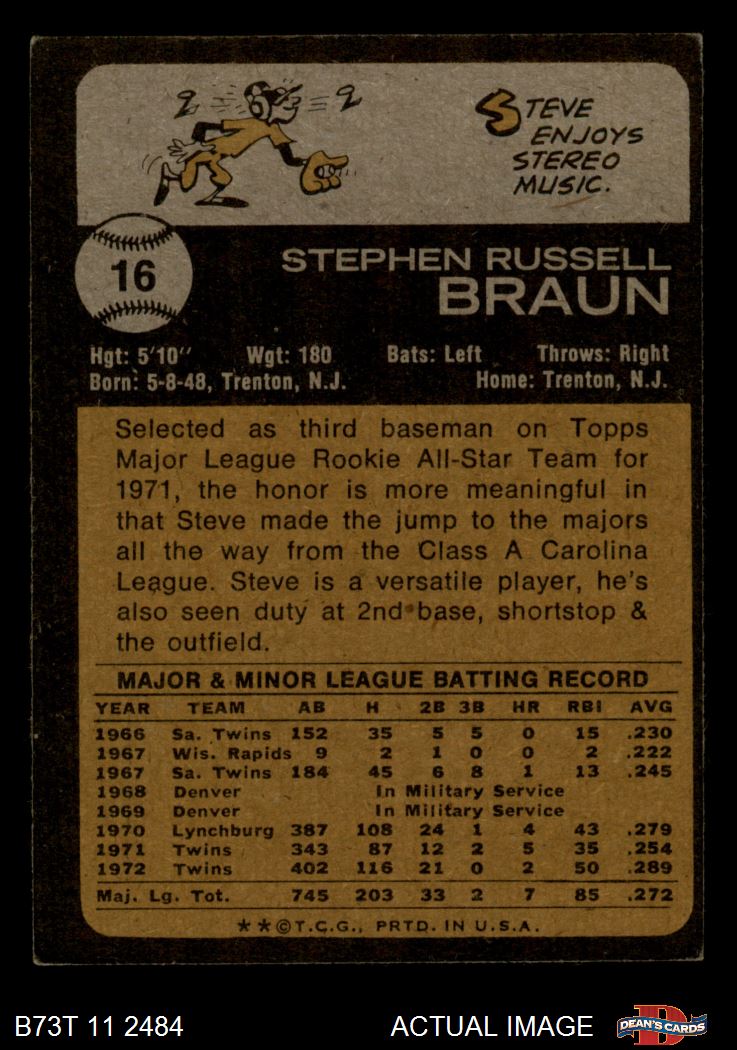 STEVE
ENJOYS
STEREO
MUSIC.
16
STEPHEN RUSSELL
BRAUN
Hgt: 5'10" Wgt: 180 Bats: Left Throws: Right
Born: 5-8-48, Trenton, N.J. Home: Trenton, N.J.
Selected as third baseman on Topps
Major League Rookie All-Star Team for
1971, the honor is more meaningful in
that Steve made the jump to the majors
all the way from the Class A Carolina
League. Steve is a versatile player, he's
also seen duty at 2nd base, shortstop &
the outfield.
MAJOR & MINOR LEAGUE BATTING RECORD
YEAR TEAM AB H 2B 3B HR RBI AVG
1966 Sa. Twins 152 35 5 5 0 15 .230
1967 Wis. Rapids 9 2 1 0 0 2 .222
1967 Sa. Twins 184 45 6 8 1 13 .245
1968 Denver In Military Service
1969 Denver In Military Service
1970 Lynchburg 387 108 24 1 4 43 .279
1971 Twins 343 87 12 2 5 35 .254
1972 Twins 402 116 21 0 2 50 .289
Maj. Lg. Tot. 745 203 33 2 7 85 .272
**©T.C.G., PRTD. IN U.S.A.
B73T 11 2484 ACTUAL IMAGE D DEAN'S CARDS